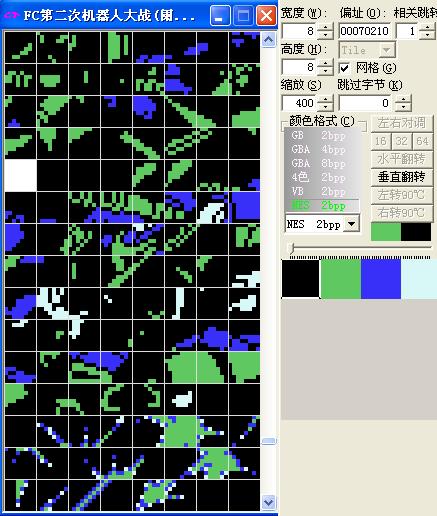 FC第二次机器人大战(闭...
宽度(W): 偏址(O): 相关跳转
8 00070210 1
高度(H): Tile
8 网格(G)
缩放(S) 跳过字节(K)
400 0
颜色格式(C) 左右对调
GB 2bpp 16 32 64
GBA 4bpp 水平翻转
GBA 8bpp
4色 2bpp 垂直翻转
VB 2bpp 左转90℃
NES 2bpp 右转90℃
NES 2bpp